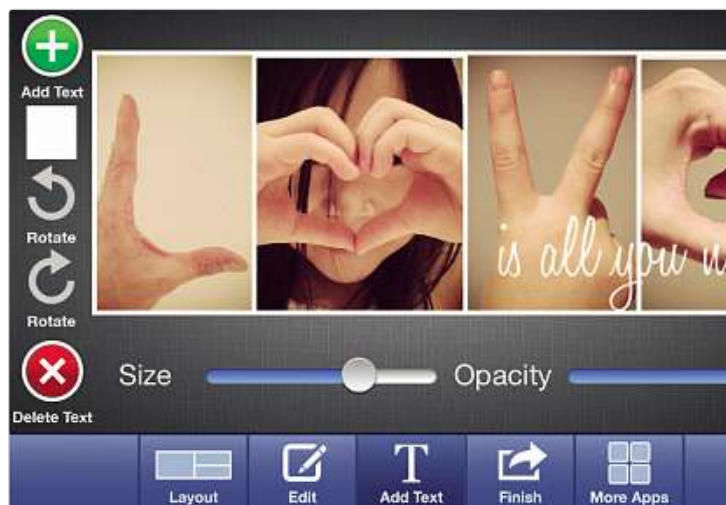 Add Text
is all you
Rotate
Rotate
Size
Opacity
Delete Text
Layout
Edit
T
Add Text
Finish
More Apps